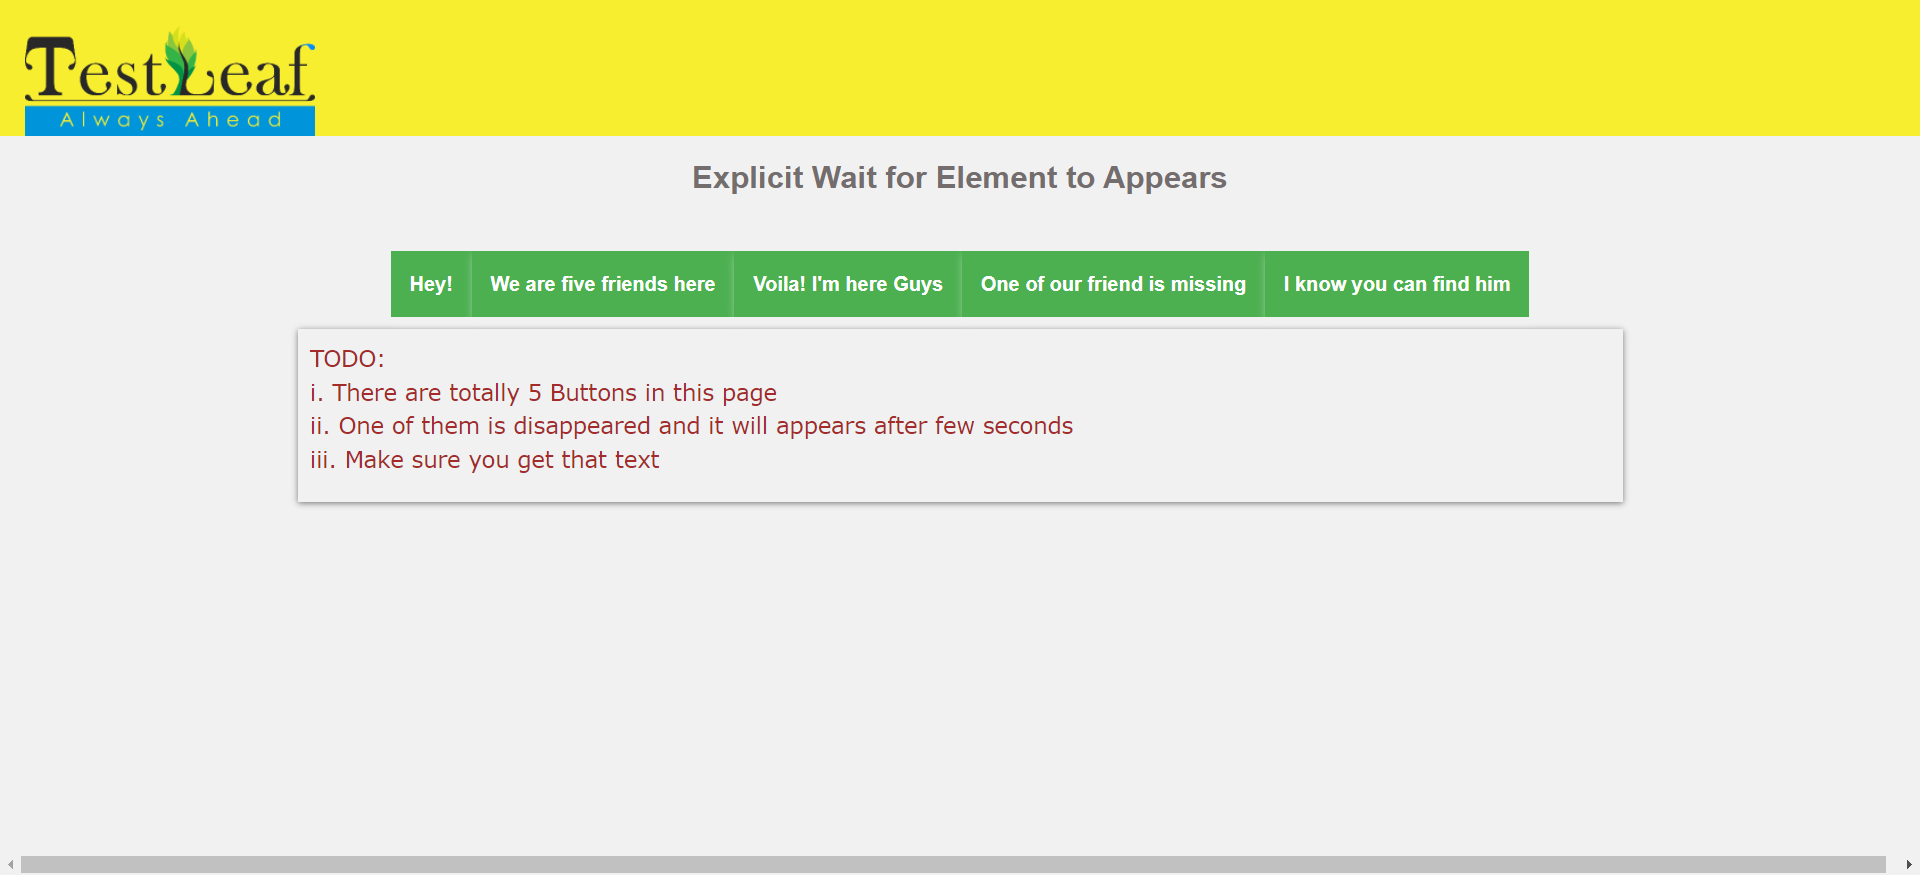 TestLeaf
Always Ahead
Explicit Wait for Element to Appears
Hey! We are five friends here Voila! I'm here Guys One of our friend is missing I know you can find him
TODO:
i. There are totally 5 Buttons in this page
ii. One of them is disappeared and it will appears after few seconds
iii. Make sure you get that text